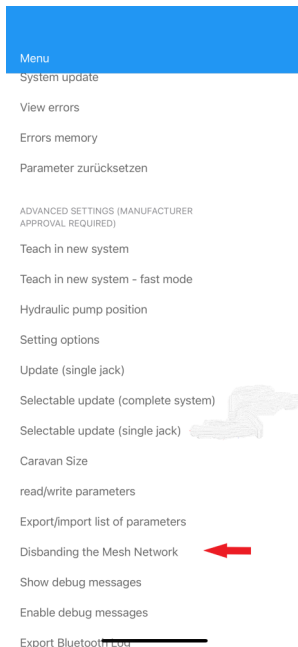 Menu
System update
View errors
Errors memory
Parameter zurücksetzen
ADVANCED SETTINGS (MANUFACTURER
APPROVAL REQUIRED)
Teach in new system
Teach in new system - fast mode
Hydraulic pump position
Setting options
Update (single jack)
Selectable update (complete system)
Selectable update (single jack)
Caravan Size
read/write parameters
Export/import list of parameters
Disbanding the Mesh Network
Show debug messages
Enable debug messages
Export Bluetooth Log